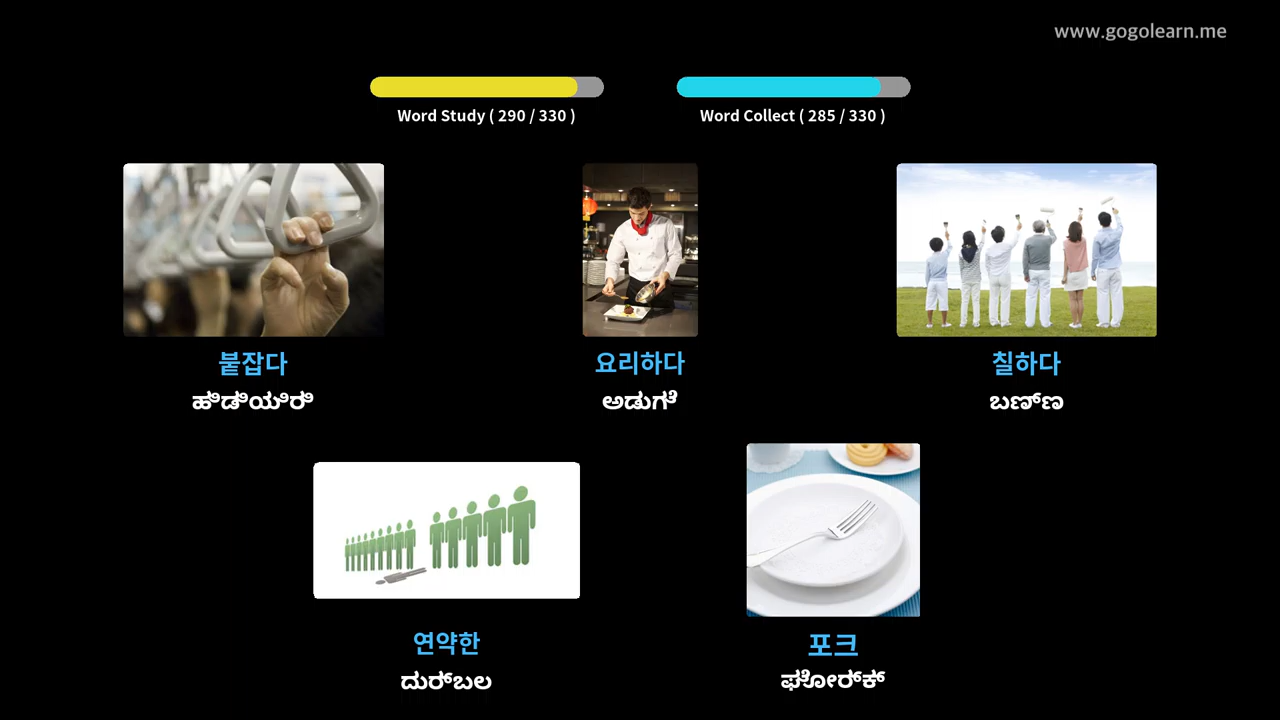 www.gogolearn.me
Word Study ( 290 / 330 )
Word Collect ( 285 / 330 )
붙잡다
요리하다
칠하다
ಹಿಡಿಯಿರಿ
ಅಡುಗೆ
ಬಣ್ಣ
연약한
포크
ದುರ್ಬಲ
ಫೋರ್ಕ್